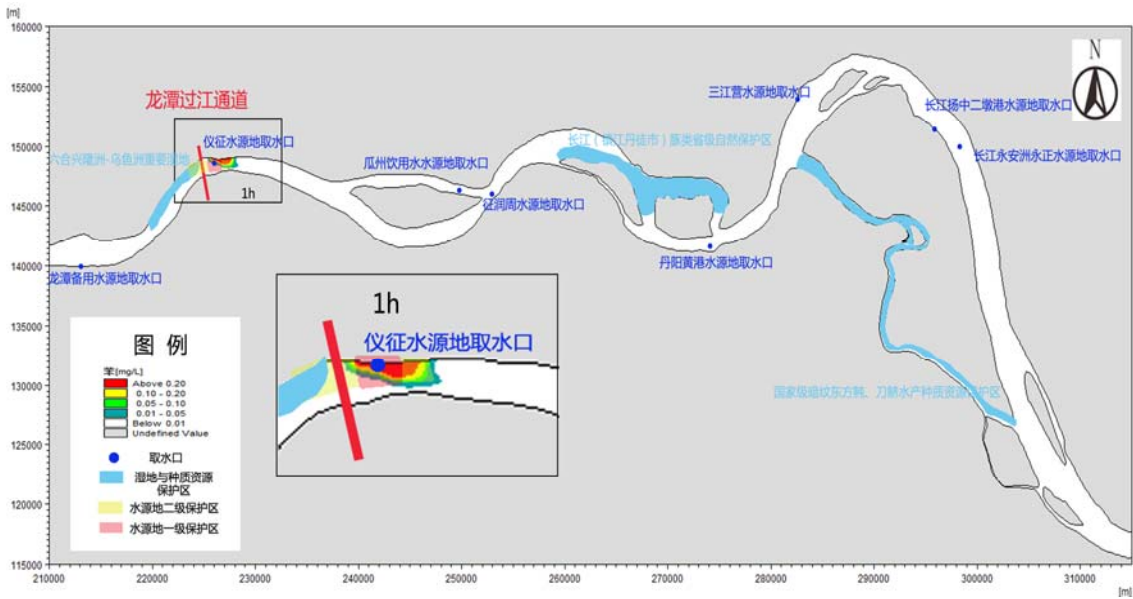 [m]
160000
155000
150000
145000
140000
135000
130000
125000
120000
115000
210000
220000
230000
240000
250000
260000
270000
280000
290000
300000
310000
[m]
N
龙潭过江通道
仪征水源地取水口
1h
瓜州饮用水水源地取水口
征润周水源地取水口
长江（镇江丹徒市）豚类省级自然保护区
三江营水源地取水口
长江扬中二墩港水源地取水口
长江永安洲永正水源地取水口
丹阳黄港水源地取水口
龙潭备用水源地取水口
1h
仪征水源地取水口
图 例
苯[mg/L]
Above 0.20
0.10 - 0.20
0.05 - 0.10
0.01 - 0.05
Below 0.01
Undefined Value
取水口
湿地与种质资源
保护区
水源地二级保护区
水源地一级保护区